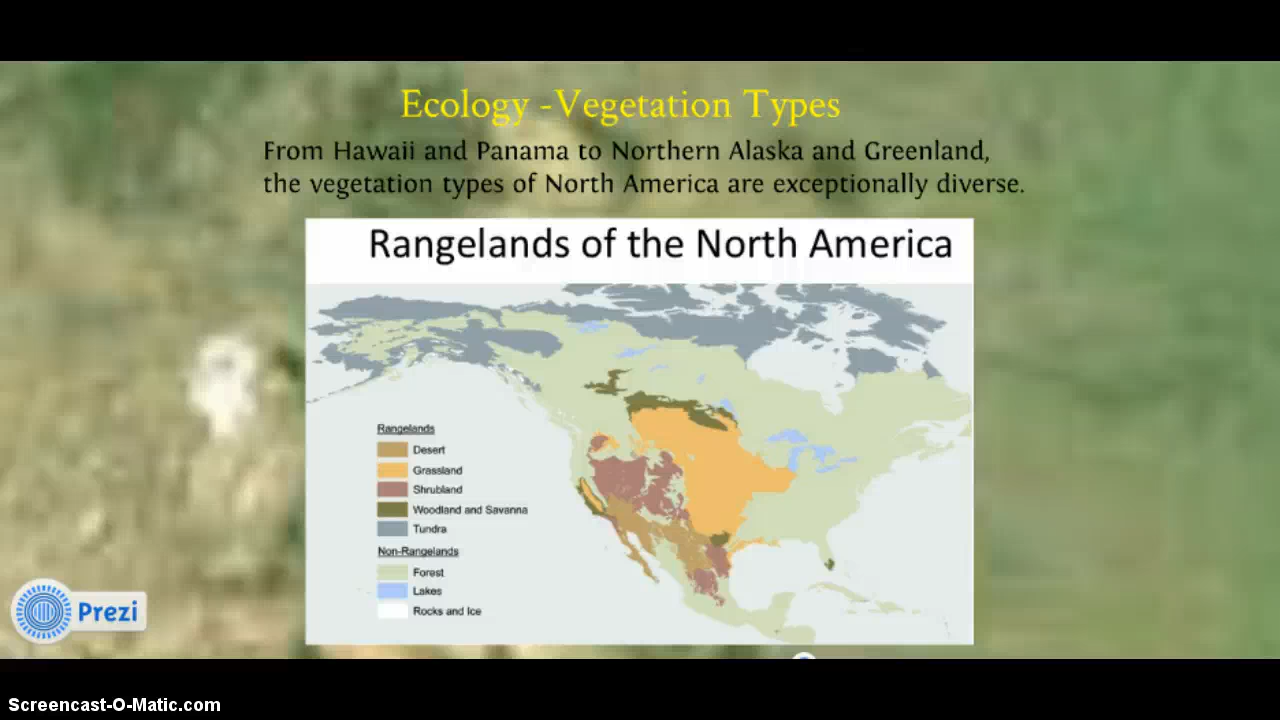 Ecology -Vegetation Types
From Hawaii and Panama to Northern Alaska and Greenland,
the vegetation types of North America are exceptionally diverse.
Rangelands of the North America
Rangelands
Desert
Grassland
Shrubland
Woodland and Savanna
Tundra
Non-Rangelands
Forest
Lakes
Rocks and Ice
Prezi
Screencast-O-Matic.com